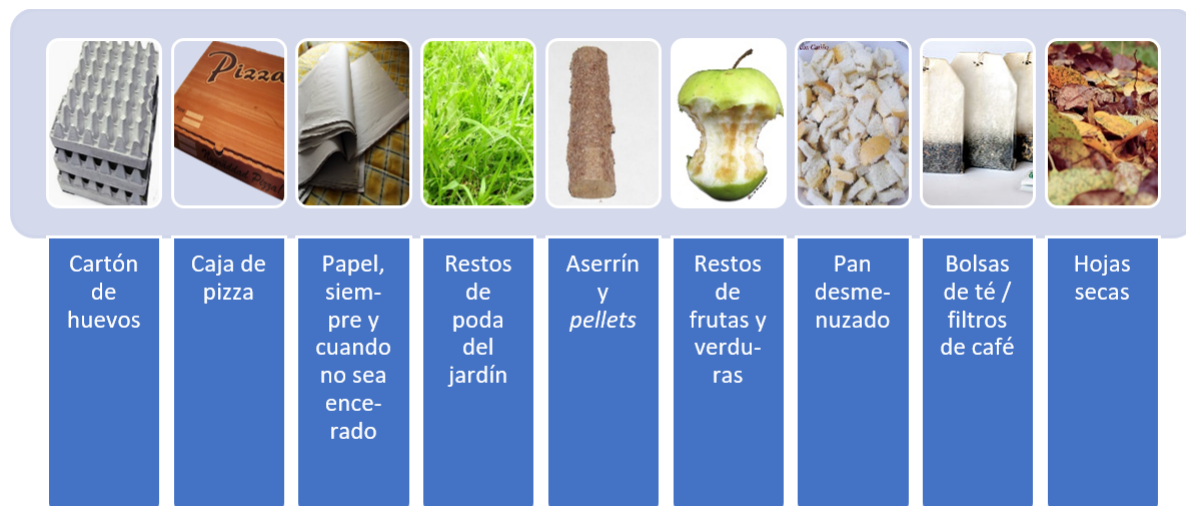 Pizza
Cartón
de
huevos
Caja de
pizza
Papel,
siem-
pre y
cuando
no sea
ence-
rado
Restos
de
poda
del
jardín
Aserrín
y
pellets
Restos
de
frutas y
verdu-
ras
Pan
desme-
nuzado
Bolsas
de té /
filtros
de café
Hojas
secas